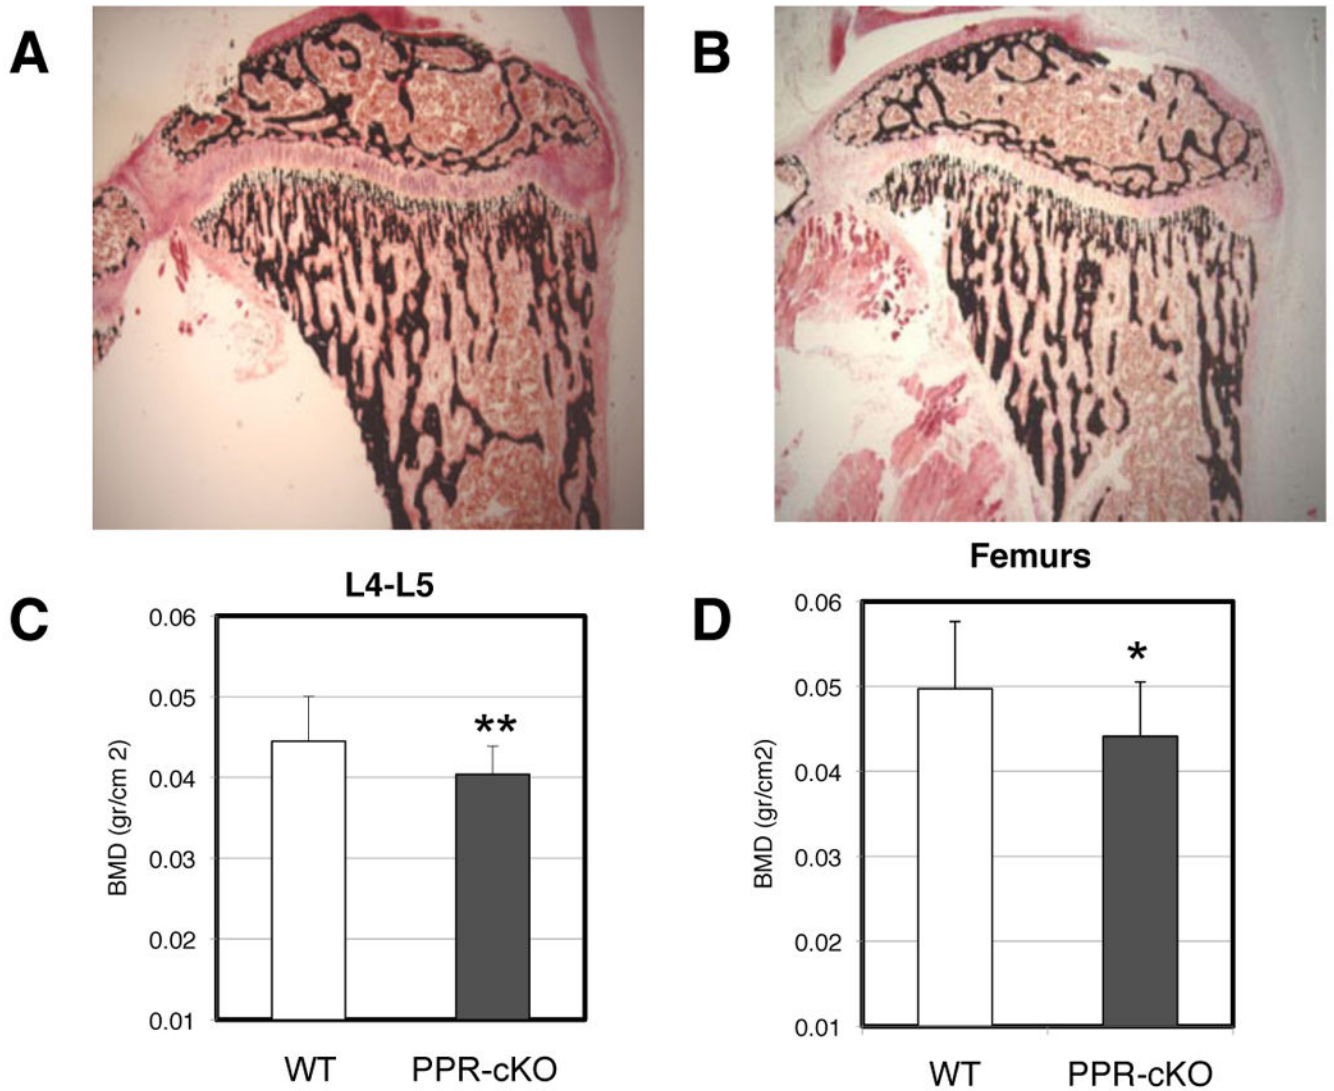 A
B
L4-L5
Femurs
C
D
0.06
0.05
0.04
0.03
0.02
0.01
BMD (gr/cm 2)
**
WT
PPR-cKO
0.06
0.05
0.04
0.03
0.02
0.01
BMD (gr/cm2)
*
WT
PPR-cKO